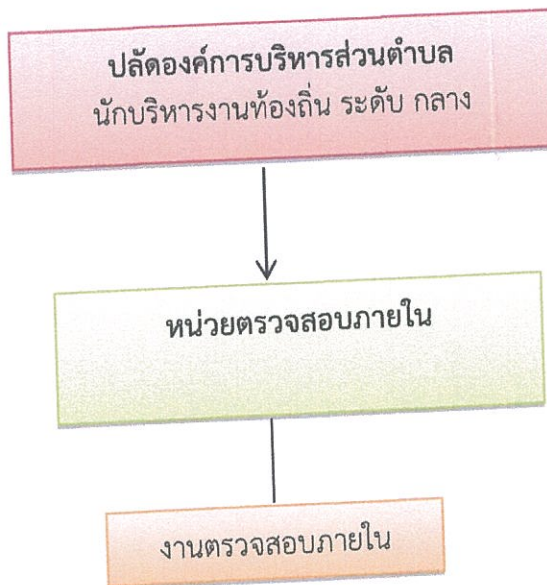 ปลัดองค์การบริหารส่วนตำบล
นักบริหารงานท้องถิ่น ระดับ กลาง
หน่วยตรวจสอบภายใน
งานตรวจสอบภายใน